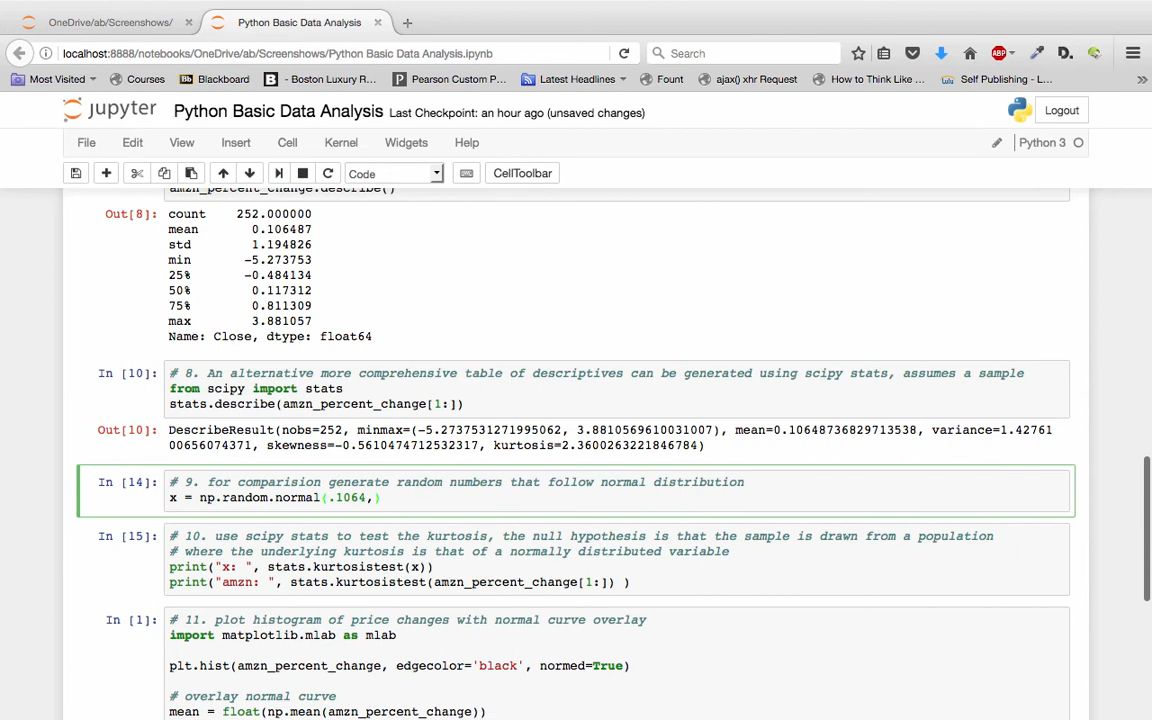 OneDrive/ab/Screenshows/
Python Basic Data Analysis
localhost:8888/notebooks/OneDrive/ab/Screenshows/Python Basic Data Analysis.ipynb
Search
ABP
D.
Most Visited
Courses
Bb Blackboard
B - Boston Luxury R...
P Pearson Custom P...
Latest Headlines
Fount
ajax() xhr Request
How to Think Like ...
Self Publishing - L...
jupyter Python Basic Data Analysis Last Checkpoint: an hour ago (unsaved changes)
Logout
File Edit View Insert Cell Kernel Widgets Help
Python 3
Code
CellToolbar
amzn_percent_change.describe()
Out[8]: count 252.000000
mean 0.106487
std 1.194826
min -5.273753
25% -0.484134
50% 0.117312
75% 0.811309
max 3.881057
Name: Close, dtype: float64
In [10]: # 8. An alternative more comprehensive table of descriptives can be generated using scipy stats, assumes a sample
from scipy import stats
stats.describe(amzn_percent_change[1:])
Out[10]: DescribeResult(nobs=252, minmax=(-5.2737531271995062, 3.8810569610031007), mean=0.10648736829713538, variance=1.42761
00656074371, skewness=-0.5610474712532317, kurtosis=2.3600263221846784)
In [14]: # 9. for comparision generate random numbers that follow normal distribution
x = np.random.normal(.1064,)
In [15]: # 10. use scipy stats to test the kurtosis, the null hypothesis is that the sample is drawn from a population
# where the underlying kurtosis is that of a normally distributed variable
print("x: ", stats.kurtosistest(x))
print("amzn: ", stats.kurtosistest(amzn_percent_change[1:]) )
In [1]: # 11. plot histogram of price changes with normal curve overlay
import matplotlib.mlab as mlab
plt.hist(amzn_percent_change, edgecolor='black', normed=True)
# overlay normal curve
mean = float(np.mean(amzn_percent_change))